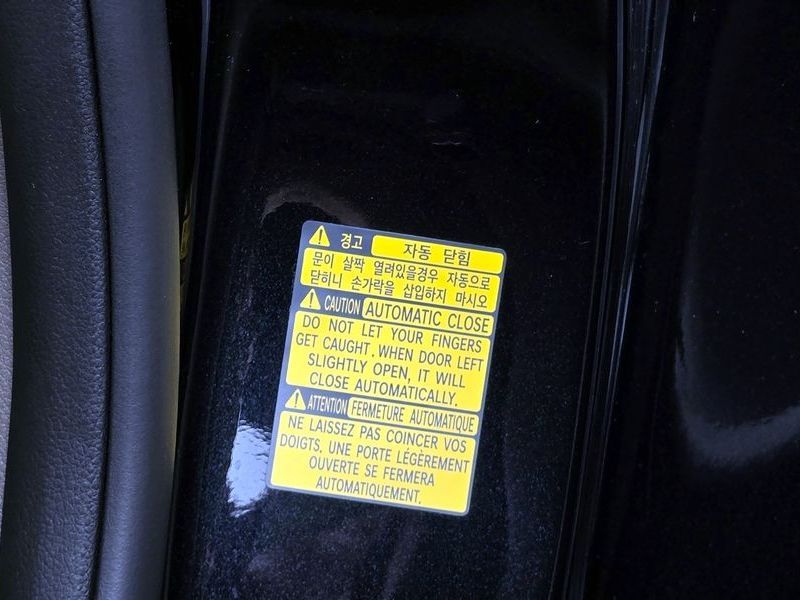 경고 자동 닫힘
문이 살짝 열려있을경우 자동으로
닫히니 손가락을 삽입하지 마시오
CAUTION AUTOMATIC CLOSE
DO NOT LET YOUR FINGERS
GET CAUGHT. WHEN DOOR LEFT
SLIGHTLY OPEN, IT WILL
CLOSE AUTOMATICALLY.
ATTENTION FERMETURE AUTOMATIQUE
NE LAISSEZ PAS COINCER VOS
DOIGTS. UNE PORTE LÉGÈREMENT
OUVERTE SE FERMERA
AUTOMATIQUEMENT.